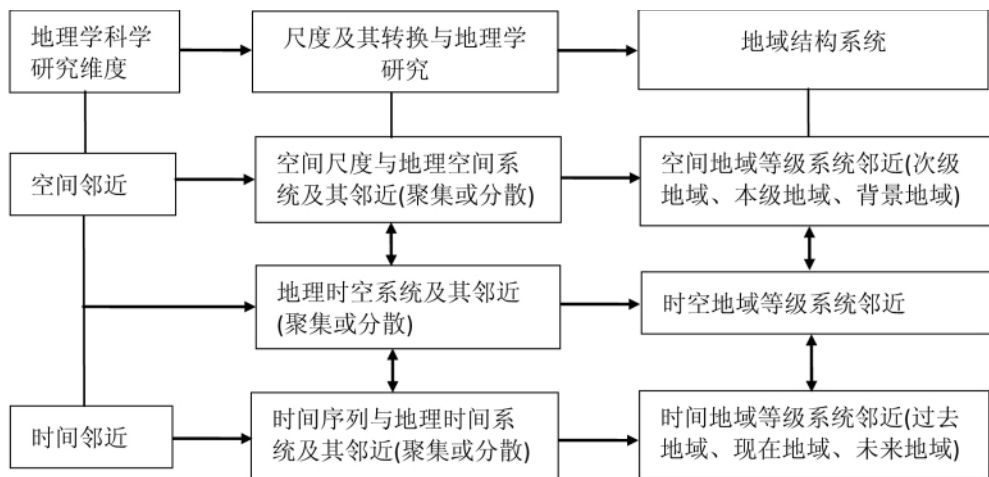 地理学科学
研究维度
尺度及其转换与地理学
研究
地域结构系统
空间邻近
空间尺度与地理空间系
统及其邻近(聚集或分散)
空间地域等级系统邻近(次级
地域、本级地域、背景地域)
地理时空系统及其邻近
(聚集或分散)
时空地域等级系统邻近
时间邻近
时间序列与地理时间系
统及其邻近(聚集或分散)
时间地域等级系统邻近(过去
地域、现在地域、未来地域)